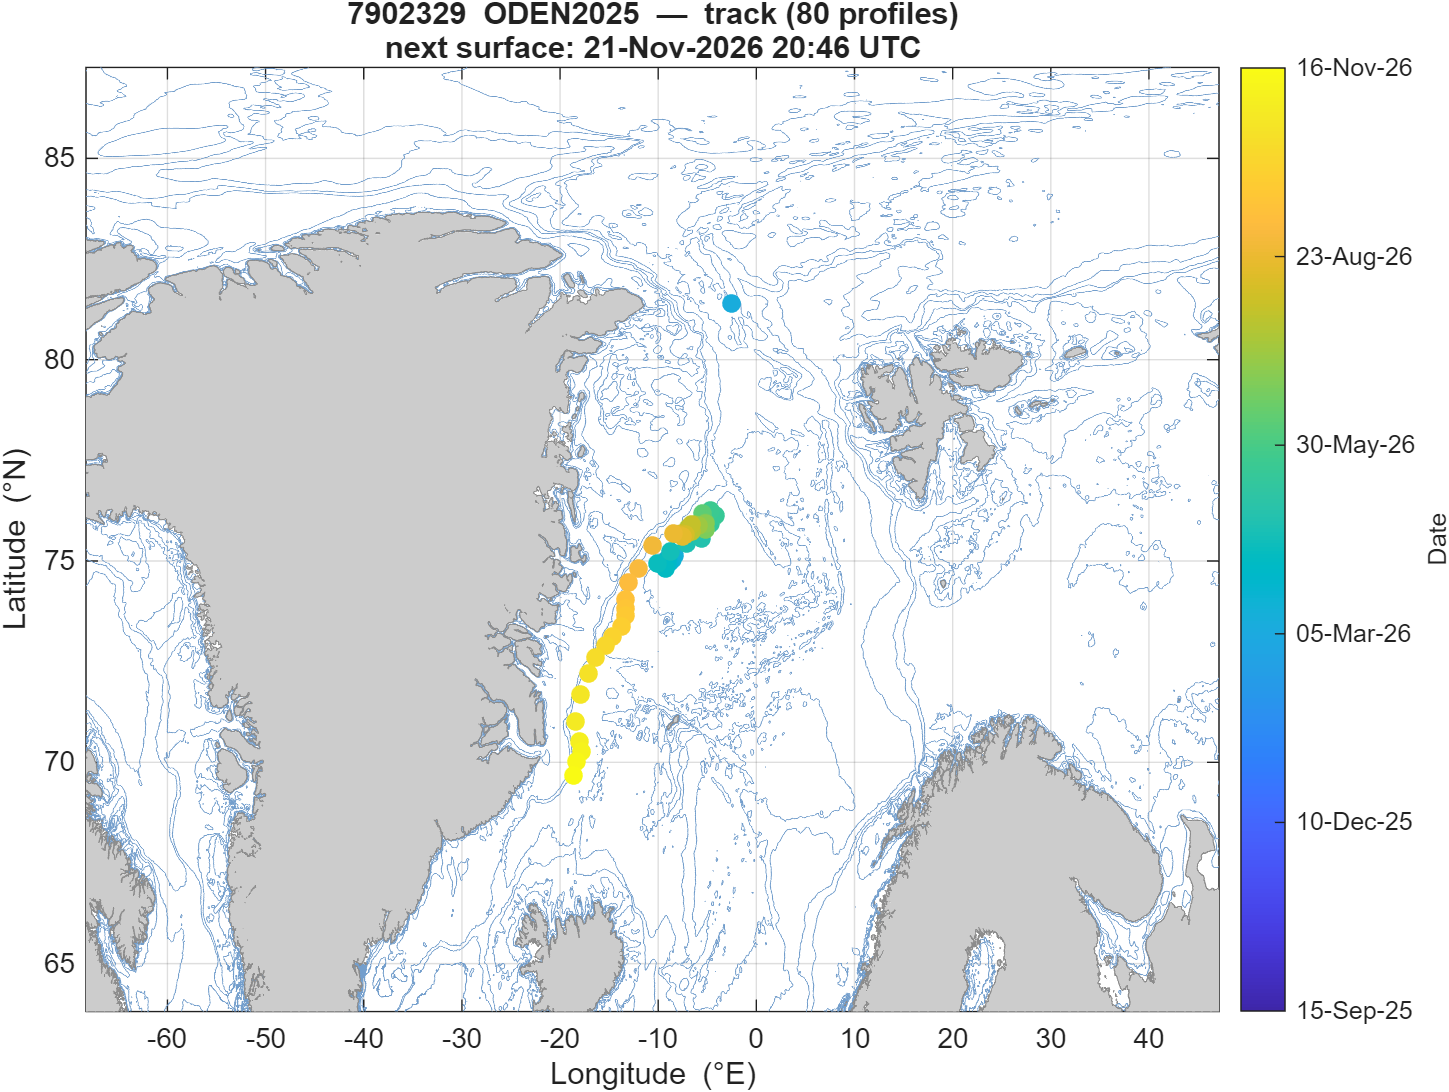 7902329 ODEN2025 — track (80 profiles)
next surface: 21-Nov-2026 20:46 UTC
85
80
75
70
65
Latitude (°N)
-60 -50 -40 -30 -20 -10 0 10 20 30 40
Longitude (°E)
16-Nov-26
23-Aug-26
30-May-26
05-Mar-26
10-Dec-25
15-Sep-25
Date